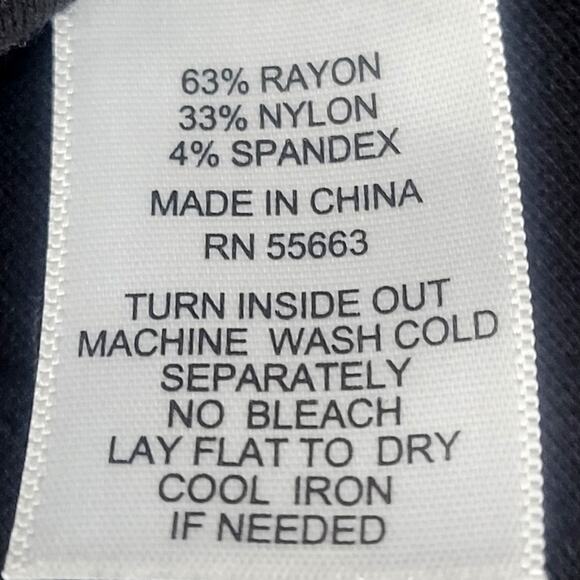 63% RAYON
33% NYLON
4% SPANDEX
MADE IN CHINA
RN 55663
TURN INSIDE OUT
MACHINE WASH COLD
SEPARATELY
NO BLEACH
LAY FLAT TO DRY
COOL IRON
IF NEEDED